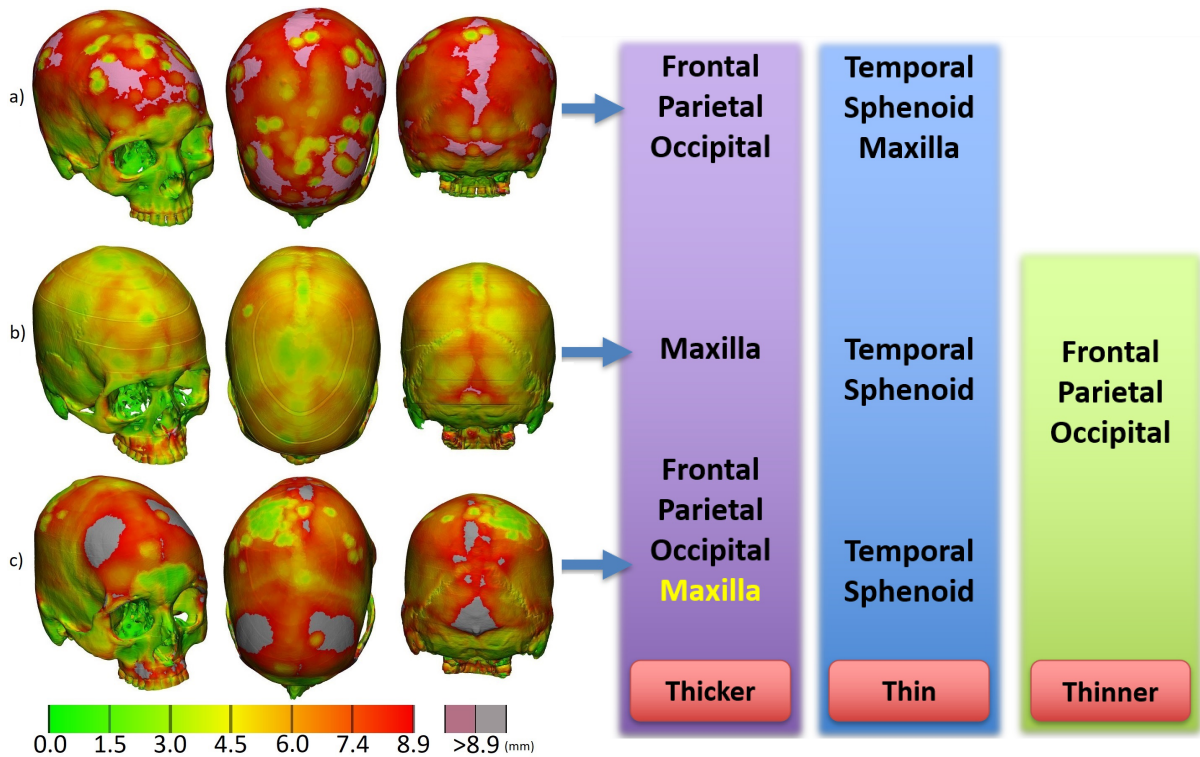 a)
Frontal
Parietal
Occipital
Temporal
Sphenoid
Maxilla
b)
Maxilla
Temporal
Sphenoid
Frontal
Parietal
Occipital
c)
Frontal
Parietal
Occipital
Maxilla
Temporal
Sphenoid
Thicker
Thin
Thinner
0.0 1.5 3.0 4.5 6.0 7.4 8.9 >8.9 (mm)